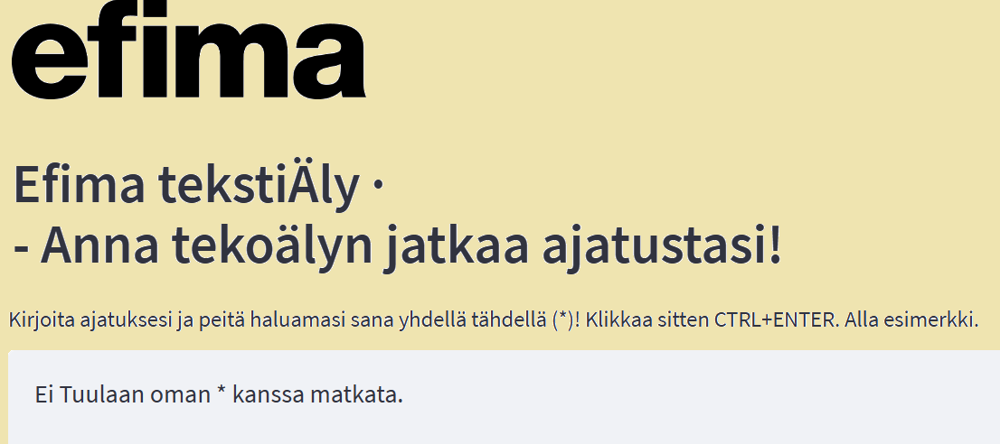 efima
Efima tekstiÄly ·
- Anna tekoälyn jatkaa ajatustasi!
Kirjoita ajatuksesi ja peitä haluamasi sana yhdellä tähdellä (*)! Klikkaa sitten CTRL+ENTER. Alla esimerkki.
Ei Tuulaan oman * kanssa matkata.